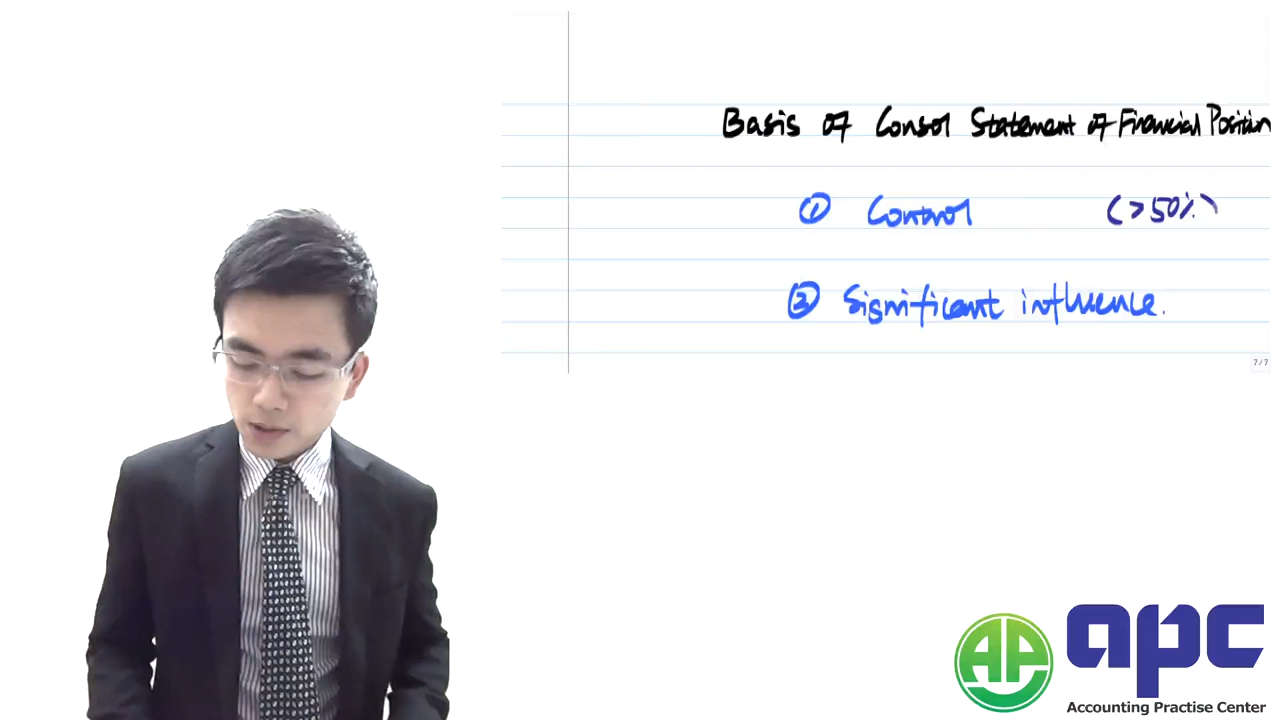 Basis of Consol Statement of Financial Position
① Control (>50%)
② Significant influence.
7/7
AP
apc
Accounting Practise Center